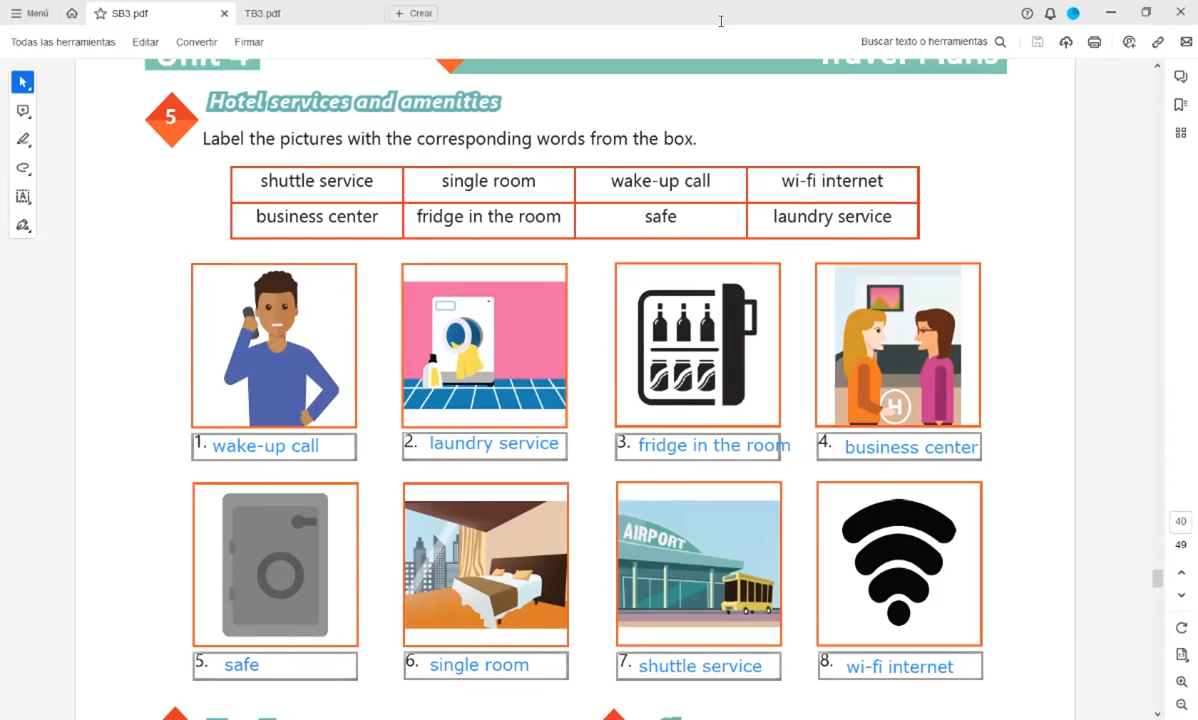 Menú
SB3.pdf
TB3.pdf
Crear
Todas las herramientas Editar Convertir Firmar
Buscar texto o herramientas
Unit 4 Travel Plans
5 Hotel services and amenities
Label the pictures with the corresponding words from the box.
shuttle service single room wake-up call wi-fi internet
business center fridge in the room safe laundry service
H
1. wake-up call 2. laundry service 3. fridge in the room 4. business center
AIRPORT
5. safe 6. single room 7. shuttle service 8. wi-fi internet
40
49